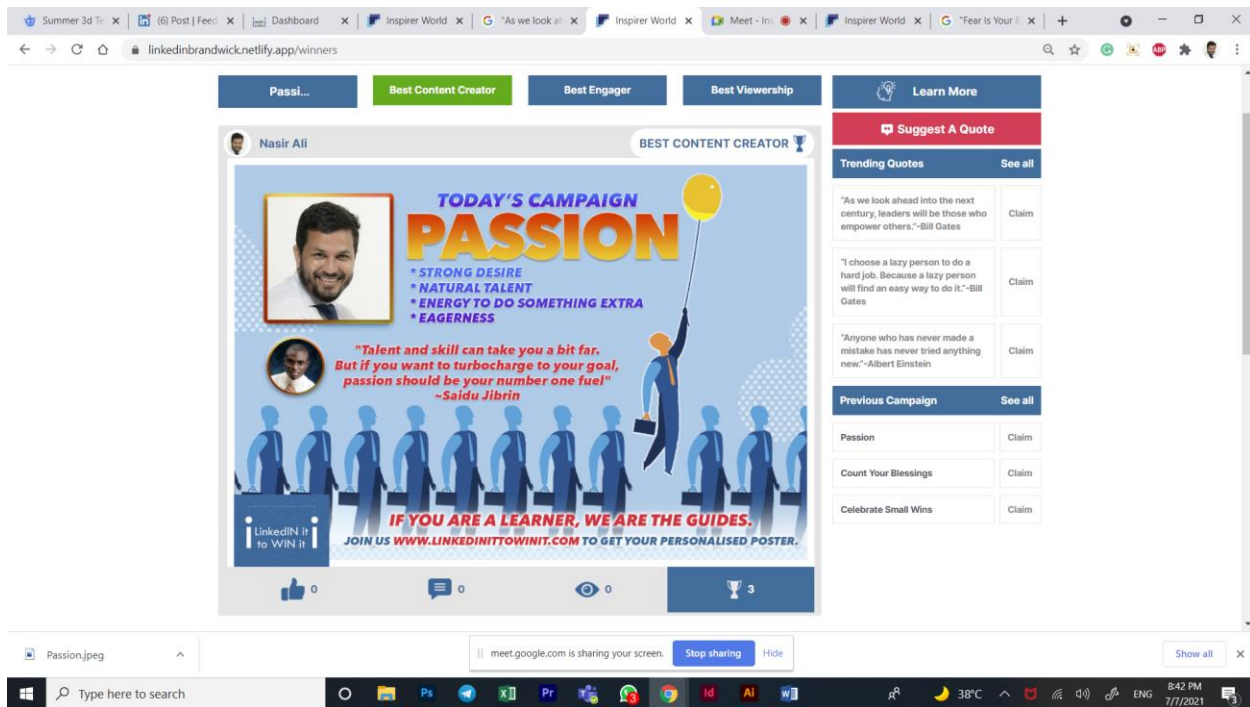 Summer 3d Te
(6) Post | Feed
Dashboard
Inspirer World
"As we look ah
Inspirer World
Meet - Ins
Inspirer World
"Fear Is Your
linkedinbrandwick.netlify.app/winners
Passi...
Best Content Creator
Best Engager
Best Viewership
Learn More
Suggest A Quote
Nasir Ali
BEST CONTENT CREATOR
TODAY'S CAMPAIGN
PASSION
* STRONG DESIRE
* NATURAL TALENT
* ENERGY TO DO SOMETHING EXTRA
* EAGERNESS
"Talent and skill can take you a bit far.
But if you want to turbocharge to your goal,
passion should be your number one fuel"
~Saidu Jibrin
LinkedIN it
to WIN it
IF YOU ARE A LEARNER, WE ARE THE GUIDES.
JOIN US WWW.LINKEDINITTOWINIT.COM TO GET YOUR PERSONALISED POSTER.
0
0
0
3
Trending Quotes
See all
"As we look ahead into the next
century, leaders will be those who
empower others."-Bill Gates
Claim
"I choose a lazy person to do a
hard job. Because a lazy person
will find an easy way to do it."-Bill
Gates
Claim
"Anyone who has never made a
mistake has never tried anything
new."-Albert Einstein
Claim
Previous Campaign
See all
Passion
Claim
Count Your Blessings
Claim
Celebrate Small Wins
Claim
Passion.jpeg
meet.google.com is sharing your screen.
Stop sharing
Hide
Show all
Type here to search
38°C
ENG
8:42 PM
7/7/2021